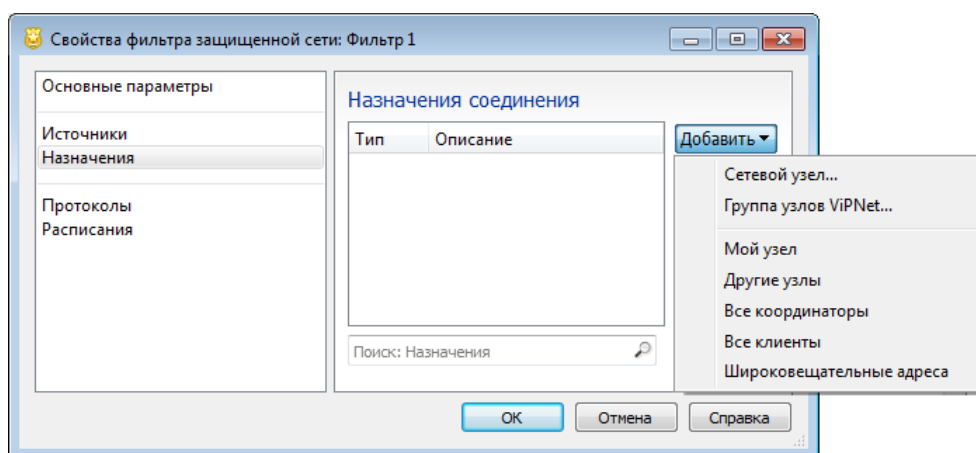 Свойства фильтра защищенной сети: Фильтр 1
Основные параметры
Источники
Назначения
Протоколы
Расписания
Назначения соединения
Тип Описание
Добавить
Сетевой узел...
Группа узлов ViPNet...
Мой узел
Другие узлы
Все координаторы
Все клиенты
Широковещательные адреса
Поиск: Назначения
ОК Отмена Справка